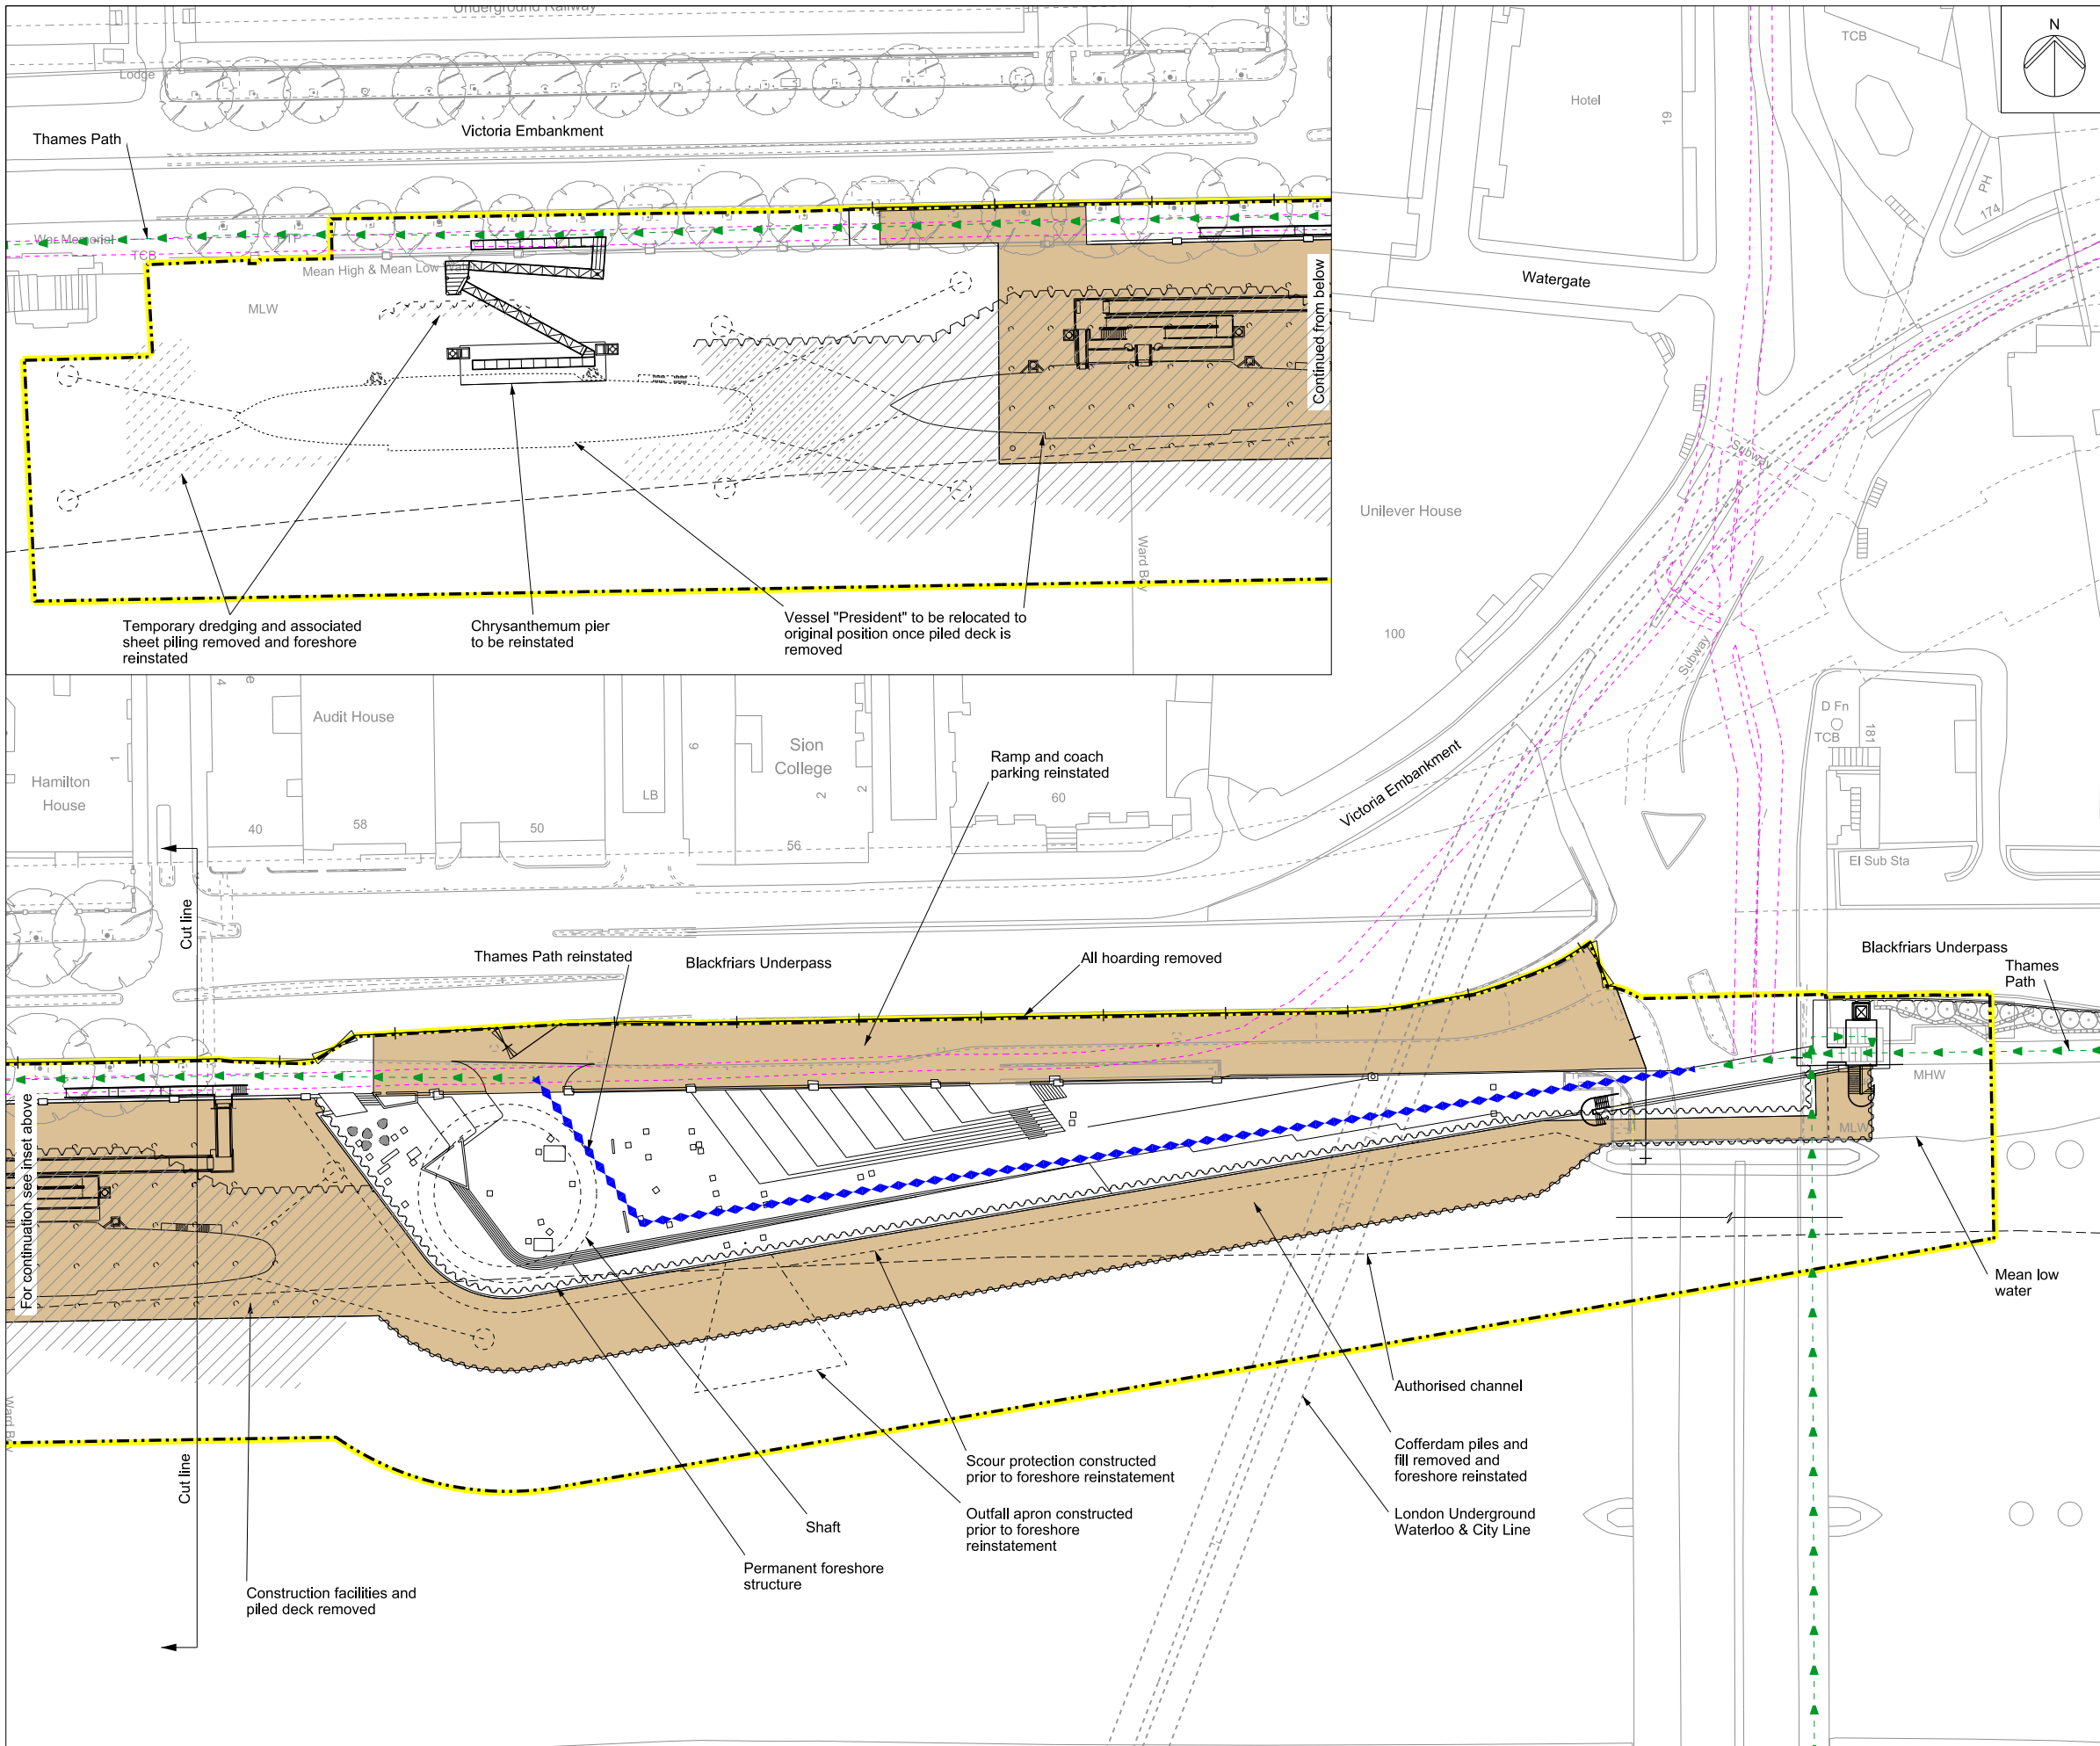 Underground Railway
Lodge
Thames Path
Victoria Embankment
War Memorial
TCB
TP
Mean High & Mean Low
MLW
Continued from below
Ward Bdy
Temporary dredging and associated
sheet piling removed and foreshore
reinstated
Chrysanthemum pier
to be reinstated
Vessel "President" to be relocated to
original position once piled deck is
removed
N
TCB
Hotel
19
PH
174
Watergate
Subway
Unilever House
100
Subway
D Fn
TCB
181
El Sub Sta
4
e
Audit House
1
Hamilton
House
40
58
50
LB
9
Sion
College
2
2
56
60
Ramp and coach
parking reinstated
Victoria Embankment
Cut line
Thames Path reinstated
Blackfriars Underpass
All hoarding removed
Blackfriars Underpass
Thames
Path
MHW
MLW
For continuation see inset above
Mean low
water
Ward Bdy
Cut line
Authorised channel
Cofferdam piles and
fill removed and
foreshore reinstated
Scour protection constructed
prior to foreshore reinstatement
London Underground
Waterloo & City Line
Outfall apron constructed
prior to foreshore
reinstatement
Shaft
Permanent foreshore
structure
Construction facilities and
piled deck removed